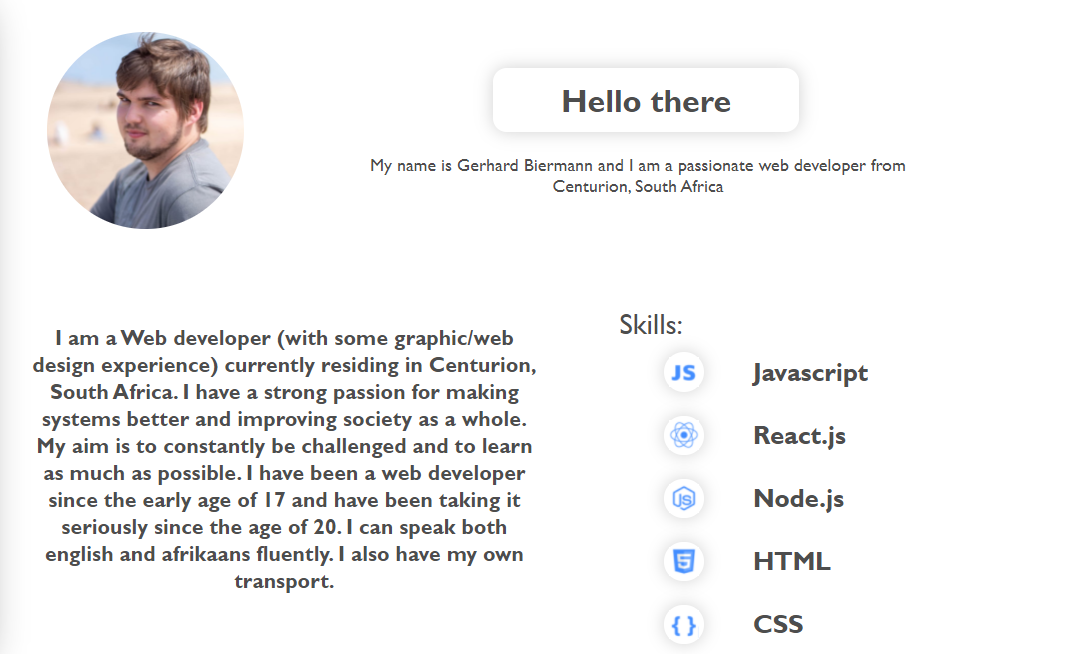 Hello there
My name is Gerhard Biermann and I am a passionate web developer from
Centurion, South Africa
I am a Web developer (with some graphic/web
design experience) currently residing in Centurion,
South Africa. I have a strong passion for making
systems better and improving society as a whole.
My aim is to constantly be challenged and to learn
as much as possible. I have been a web developer
since the early age of 17 and have been taking it
seriously since the age of 20. I can speak both
english and afrikaans fluently. I also have my own
transport.
Skills:
JS Javascript
React.js
JS Node.js
5 HTML
{ } CSS